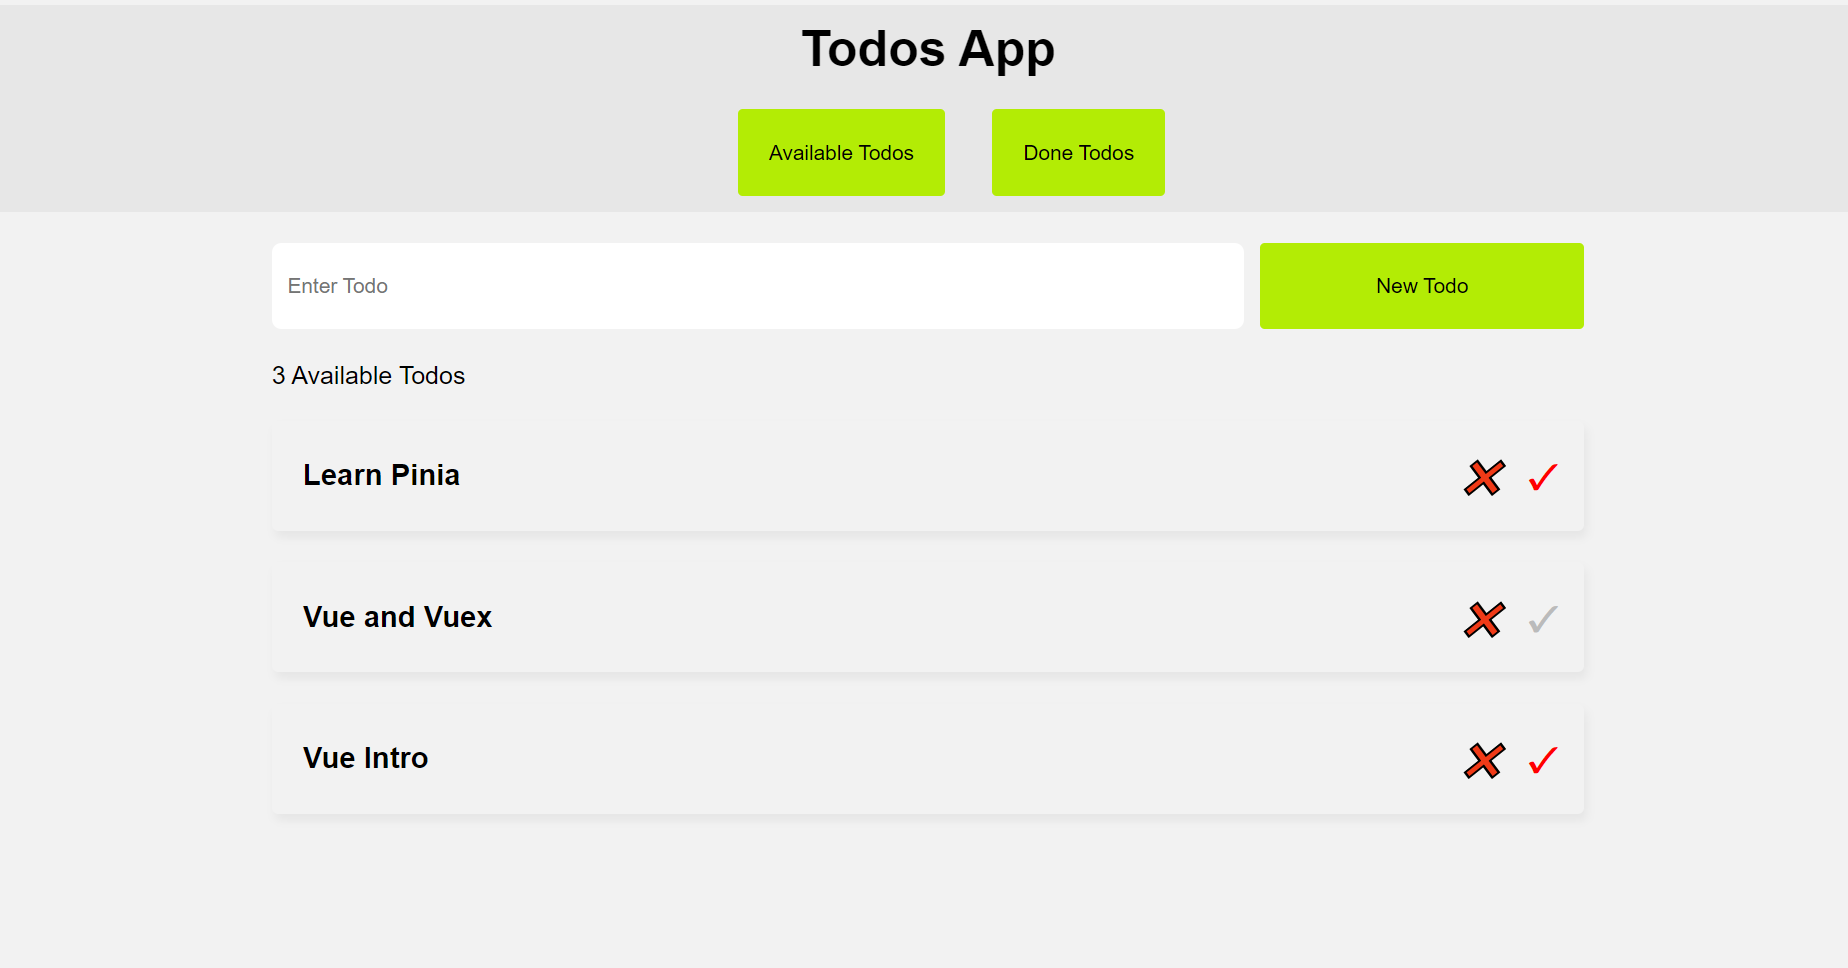 Todos App
Available Todos Done Todos
Enter Todo New Todo
3 Available Todos
Learn Pinia
Vue and Vuex
Vue Intro